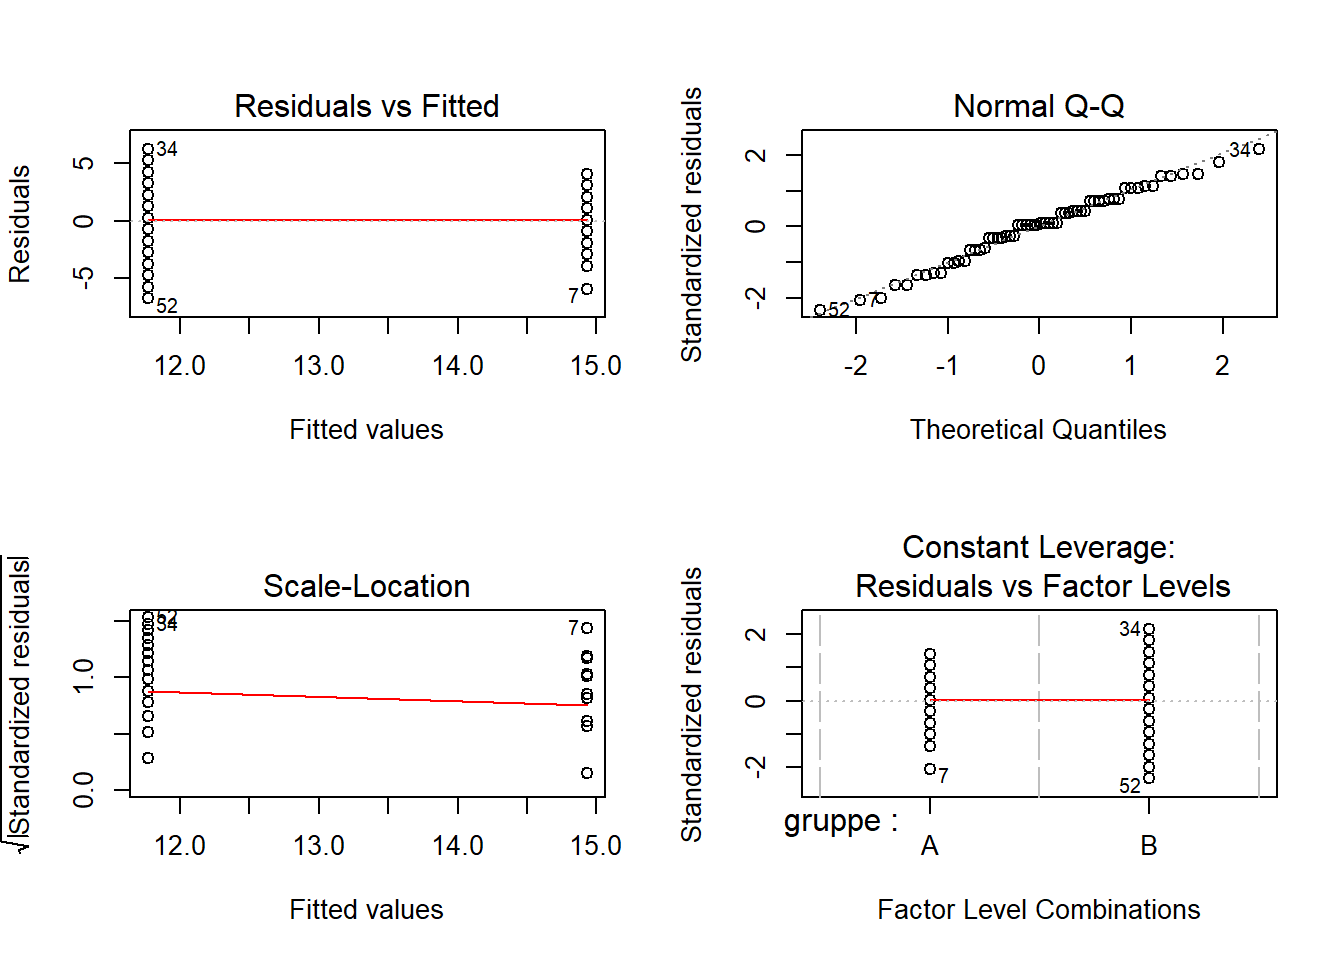 Residuals vs Fitted
Residuals
5
0
-5
34
52
7
12.0 13.0 14.0 15.0
Fitted values
Normal Q-Q
Standardized residuals
2
0
-2
34
52
7
-2 -1 0 1 2
Theoretical Quantiles
Scale-Location
√|Standardized residuals|
1.0
0.0
52
34
7
12.0 13.0 14.0 15.0
Fitted values
Constant Leverage:
Residuals vs Factor Levels
Standardized residuals
2
0
-2
34
7
52
gruppe :
A B
Factor Level Combinations